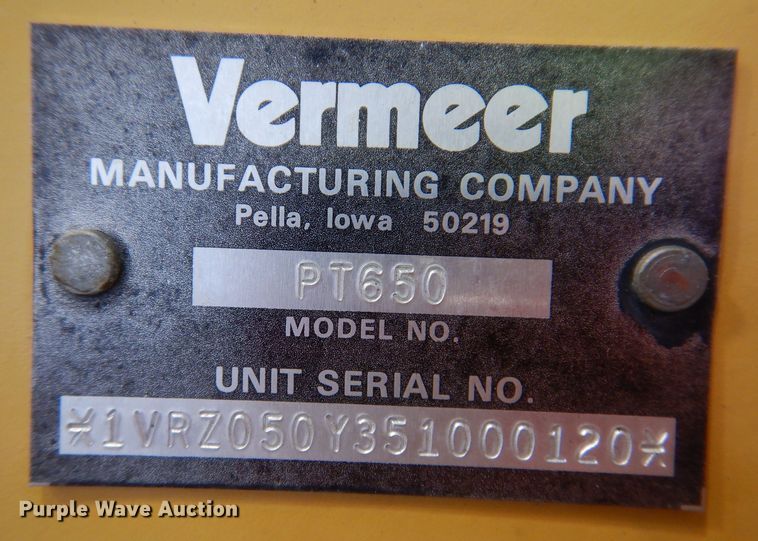 Vermeer
MANUFACTURING COMPANY
Pella, Iowa 50219
PT650
MODEL NO.
UNIT SERIAL NO.
*1VRZ050Y351000120*
Purple Wave Auction